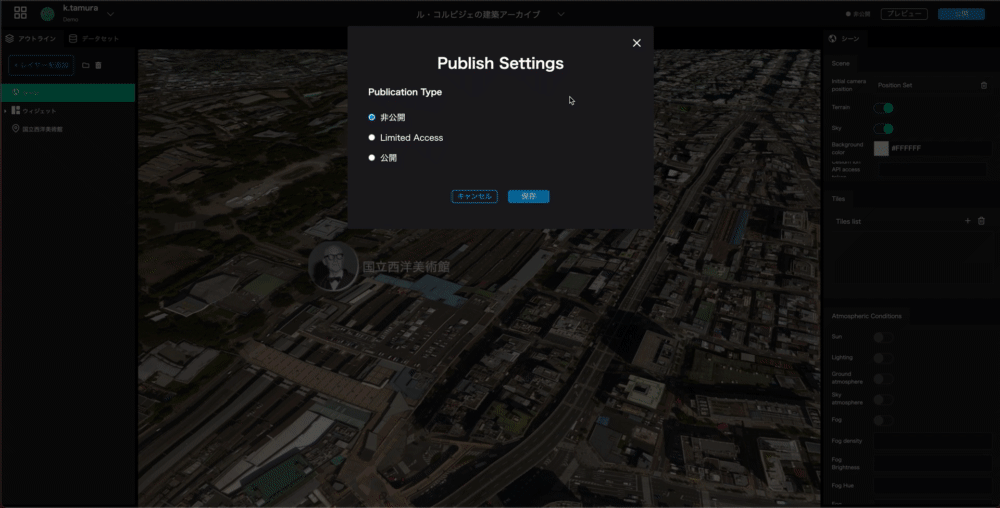 k.tamura
Demo
ル・コルビジェの建築アーカイブ
非公開
プレビュー
公開
アウトライン
データセット
+ レイヤーを追加
シーン
ウィジェット
国立西洋美術館
Publish Settings
Publication Type
非公開
Limited Access
公開
キャンセル
保存
国立西洋美術館
シーン
Scene
Initial camera
position
Position Set
Terrain
Sky
Background
color
#FFFFFF
API access
Tiles
Tiles list
Atmospheric Conditions
Sun
Lighting
Ground
atmosphere
Sky
atmosphere
Fog
Fog density
Fog
Brightness
Fog Hue
Fog